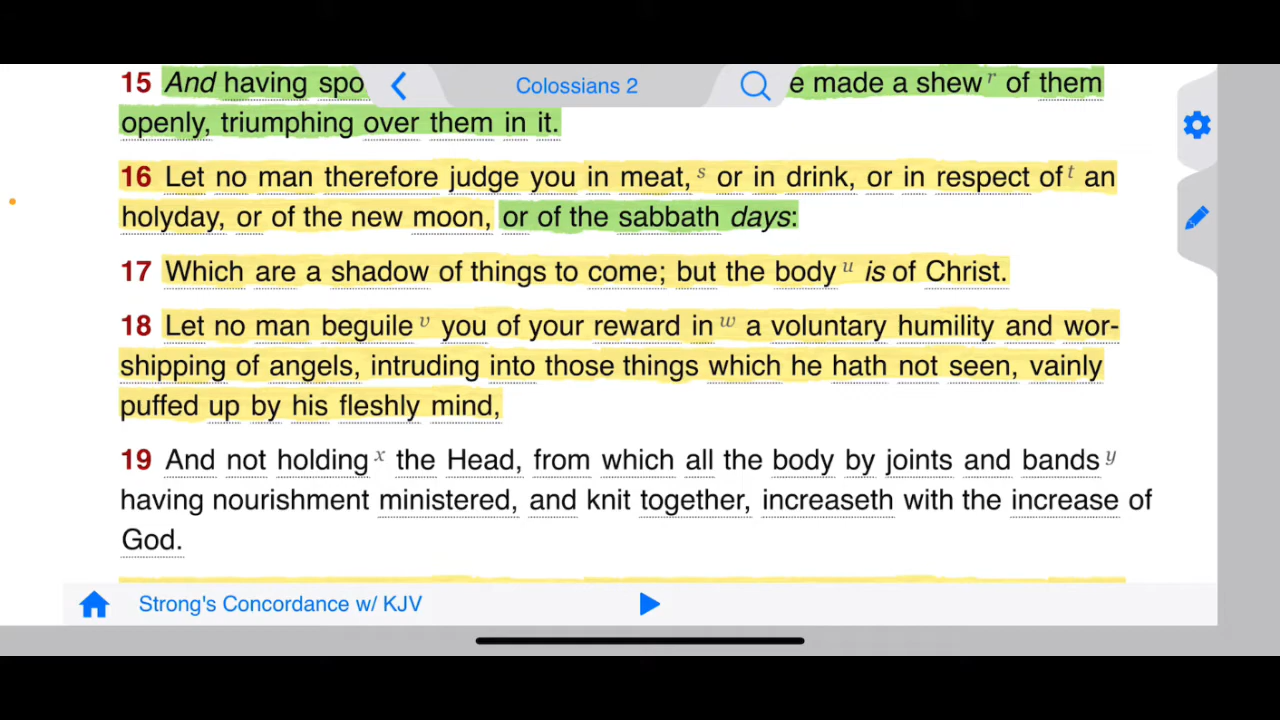 Colossians 2
15 And having spo e made a shew r of them
openly, triumphing over them in it.
16 Let no man therefore judge you in meat, s or in drink, or in respect of t an
holyday, or of the new moon, or of the sabbath days:
17 Which are a shadow of things to come; but the body u is of Christ.
18 Let no man beguile v you of your reward in w a voluntary humility and wor-
shipping of angels, intruding into those things which he hath not seen, vainly
puffed up by his fleshly mind,
19 And not holding x the Head, from which all the body by joints and bands y
having nourishment ministered, and knit together, increaseth with the increase of
God.
Strong's Concordance w/ KJV